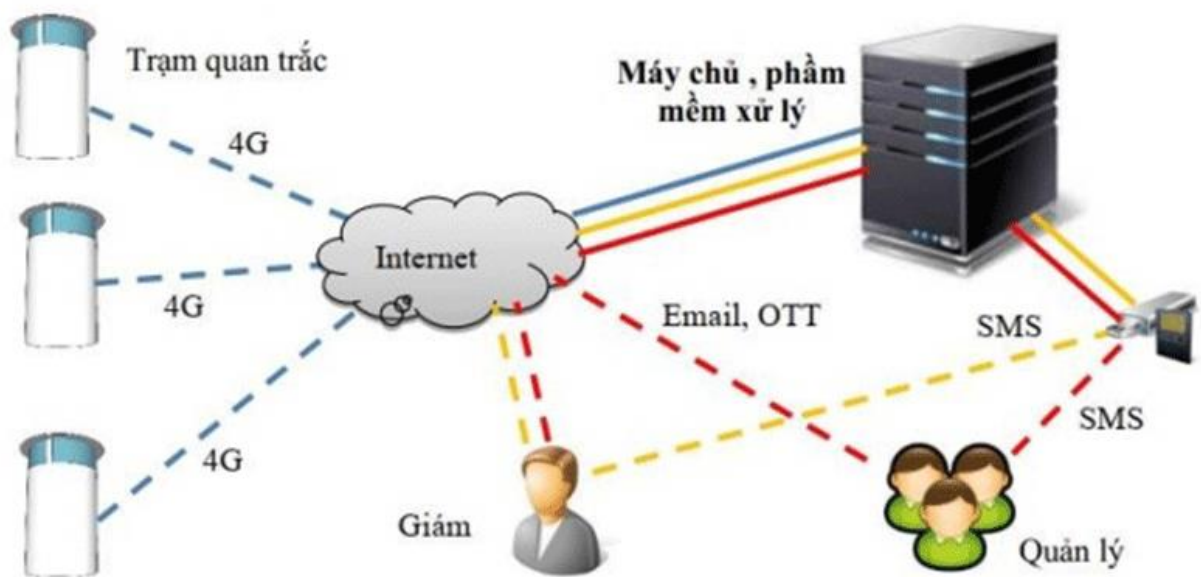 Trạm quan trắc
4G
Máy chủ , phầm
mềm xử lý
Internet
4G
Email, OTT
SMS
4G
SMS
Giám
Quản lý